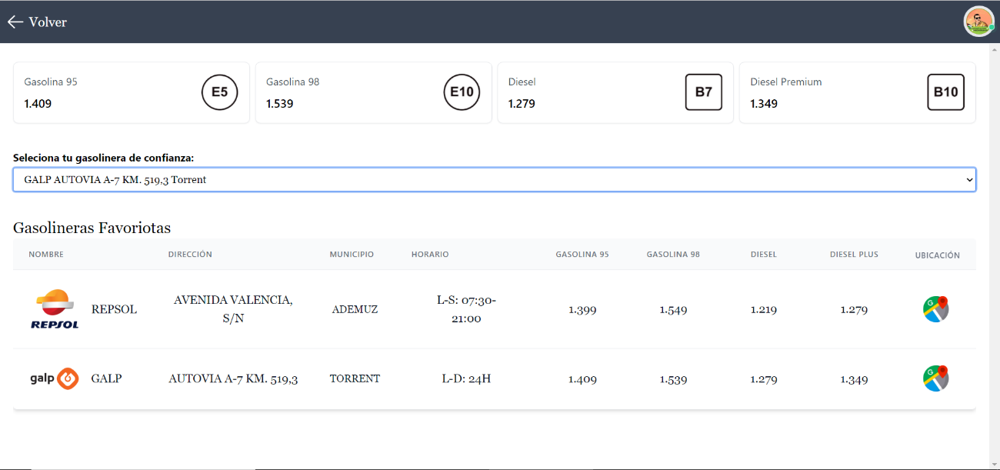 Volver
Gasolina 95
1.409
E5
Gasolina 98
1.539
E10
Diesel
1.279
B7
Diesel Premium
1.349
B10
Seleciona tu gasolinera de confianza:
GALP AUTOVIA A-7 KM. 519,3 Torrent
Gasolineras Favoriotas
NOMBRE DIRECCIÓN MUNICIPIO HORARIO GASOLINA 95 GASOLINA 98 DIESEL DIESEL PLUS UBICACIÓN
REPSOL REPSOL AVENIDA VALENCIA,
S/N ADEMUZ L-S: 07:30-
21:00 1.399 1.549 1.219 1.279 G
galp GALP AUTOVIA A-7 KM. 519,3 TORRENT L-D: 24H 1.409 1.539 1.279 1.349 G